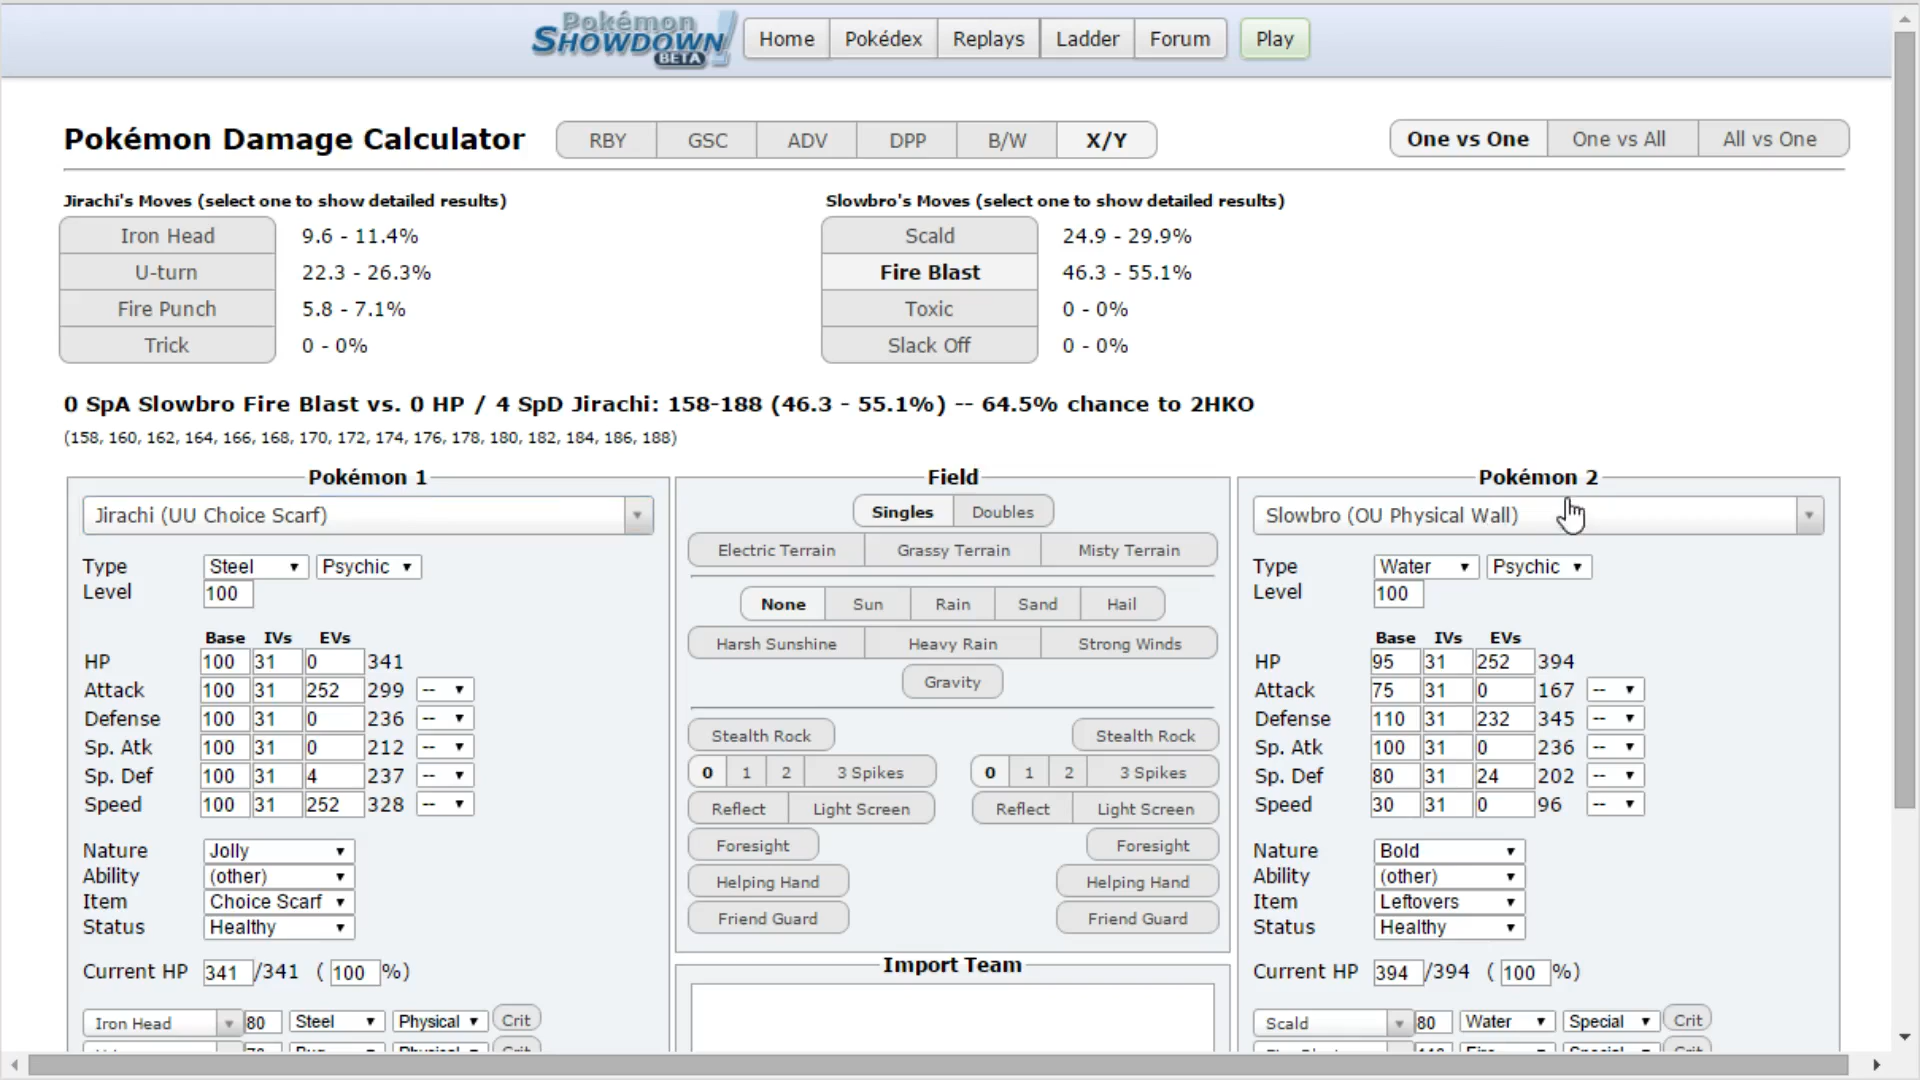 Pokémon
SHOWDOWN!
BETA
Home Pokédex Replays Ladder Forum Play
Pokémon Damage Calculator RBY GSC ADV DPP B/W X/Y One vs One One vs All All vs One
Jirachi's Moves (select one to show detailed results) Slowbro's Moves (select one to show detailed results)
Iron Head 9.6 - 11.4% Scald 24.9 - 29.9%
U-turn 22.3 - 26.3% Fire Blast 46.3 - 55.1%
Fire Punch 5.8 - 7.1% Toxic 0 - 0%
Trick 0 - 0% Slack Off 0 - 0%
0 SpA Slowbro Fire Blast vs. 0 HP / 4 SpD Jirachi: 158-188 (46.3 - 55.1%) -- 64.5% chance to 2HKO
(158, 160, 162, 164, 166, 168, 170, 172, 174, 176, 178, 180, 182, 184, 186, 188)
Pokémon 1
Jirachi (UU Choice Scarf)
Type Steel Psychic
Level 100
Base IVs EVs
HP 100 31 0 341
Attack 100 31 252 299 --
Defense 100 31 0 236 --
Sp. Atk 100 31 0 212 --
Sp. Def 100 31 4 237 --
Speed 100 31 252 328 --
Nature Jolly
Ability (other)
Item Choice Scarf
Status Healthy
Current HP 341 /341 ( 100 %)
Iron Head 80 Steel Physical Crit
Field
Singles Doubles
Electric Terrain Grassy Terrain Misty Terrain
None Sun Rain Sand Hail
Harsh Sunshine Heavy Rain Strong Winds
Gravity
Stealth Rock Stealth Rock
0 1 2 3 Spikes 0 1 2 3 Spikes
Reflect Light Screen Reflect Light Screen
Foresight Foresight
Helping Hand Helping Hand
Friend Guard Friend Guard
Import Team
Pokémon 2
Slowbro (OU Physical Wall)
Type Water Psychic
Level 100
Base IVs EVs
HP 95 31 252 394
Attack 75 31 0 167 --
Defense 110 31 232 345 --
Sp. Atk 100 31 0 236 --
Sp. Def 80 31 24 202 --
Speed 30 31 0 96 --
Nature Bold
Ability (other)
Item Leftovers
Status Healthy
Current HP 394 /394 ( 100 %)
Scald 80 Water Special Crit